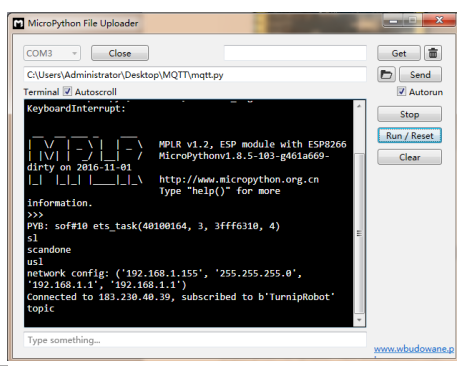 MicroPython File Uploader
COM3
Close
Get
C:\Users\Administrator\Desktop\MQTT\mqtt.py
Send
Terminal Autoscroll
Autorun
KeyboardInterrupt:
MPLR v1.2, ESP module with ESP8266
MicroPythonv1.8.5-103-g461a669-
dirty on 2016-11-01
http://www.micropython.org.cn
Type "help()" for more
information.
>>>
PYB: sof#10 ets_task(40100164, 3, 3fff6310, 4)
sl
scandone
usl
network config: ('192.168.1.155', '255.255.255.0',
'192.168.1.1', '192.168.1.1')
Connected to 183.230.40.39, subscribed to b'TurnipRobot'
topic
Stop
Run / Reset
Clear
Type something...
www.wbudowane.p